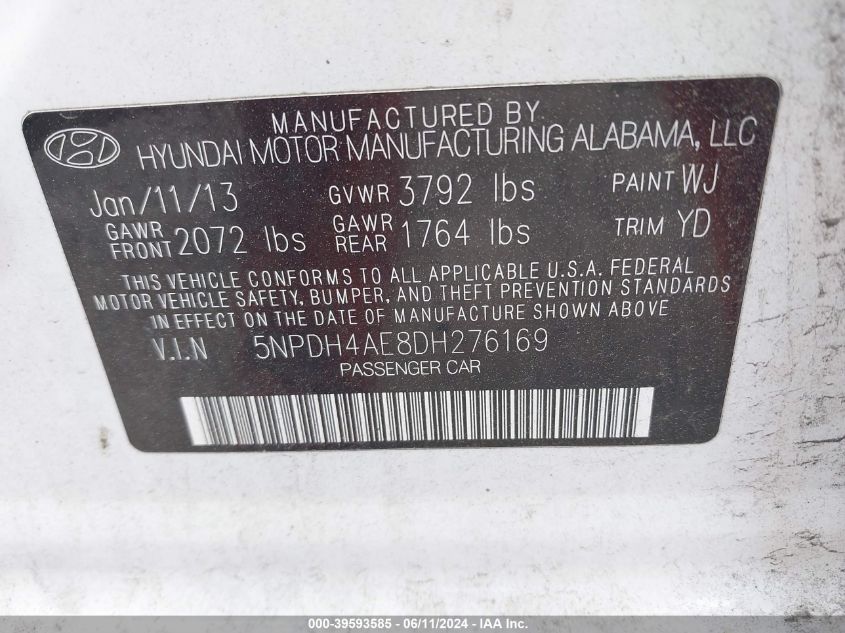 MANUFACTURED BY
HYUNDAI MOTOR MANUFACTURING ALABAMA, LLC
Jan/11/13 GVWR 3792 lbs PAINT WJ
GAWR FRONT 2072 lbs GAWR REAR 1764 lbs TRIM YD
THIS VEHICLE CONFORMS TO ALL APPLICABLE U.S.A. FEDERAL
MOTOR VEHICLE SAFETY, BUMPER, AND THEFT PREVENTION STANDARDS
IN EFFECT ON THE DATE OF MANUFACTURE SHOWN ABOVE
V.I.N 5NPDH4AE8DH276169
PASSENGER CAR
000-39593585 - 06/11/2024 - IAA Inc.